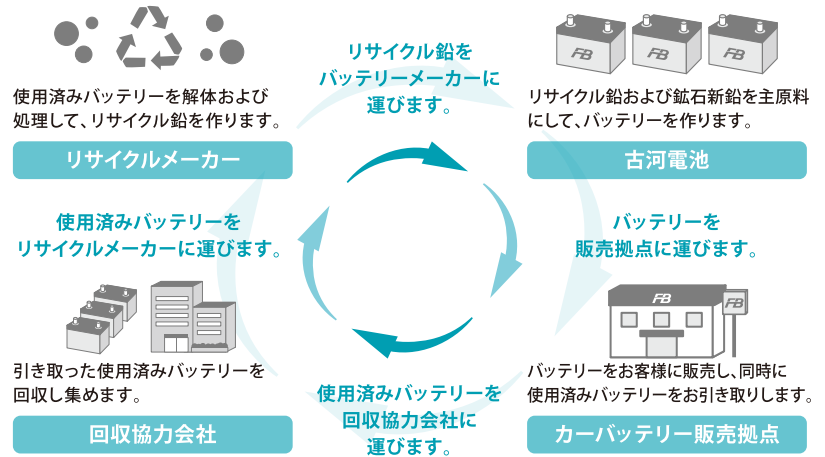 使用済みバッテリーを解体および
処理して、リサイクル鉛を作ります。
リサイクルメーカー
リサイクル鉛を
バッテリーメーカーに
運びます。
FB
FB
FB
リサイクル鉛および鉱石新鉛を主原料
にして、バッテリーを作ります。
古河電池
使用済みバッテリーを
リサイクルメーカーに運びます。
バッテリーを
販売拠点に運びます。
引き取った使用済みバッテリーを
回収し集めます。
回収協力会社
使用済みバッテリーを
回収協力会社に
運びます。
FB
FB
バッテリーをお客様に販売し、同時に
使用済みバッテリーをお引き取りします。
カーバッテリー販売拠点